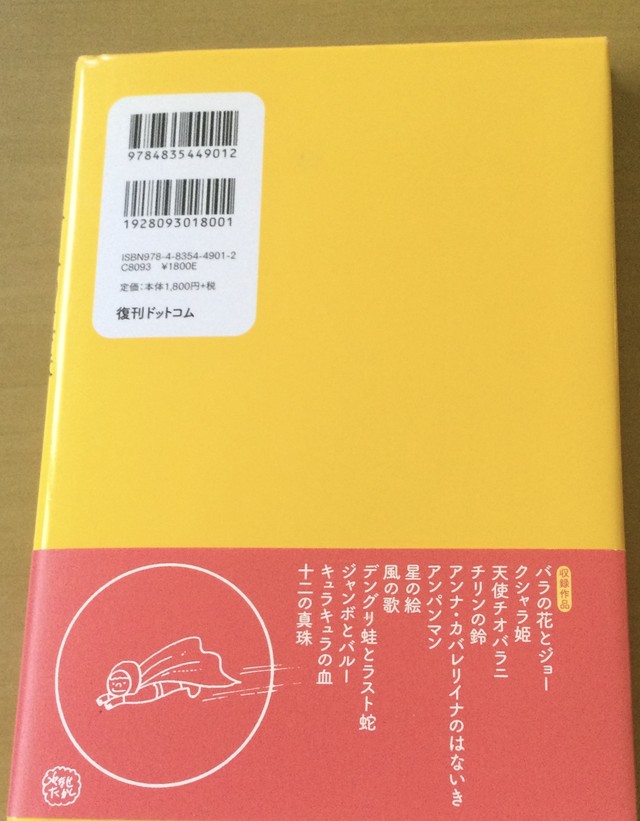 9784835449012
1928093018001
ISBN978-4-8354-4901-2
C8093 ¥1800E
定価：本体1,800円+税
復刊ドットコム
収録作品
バラの花とジョー
クシャラ姫
天使チオバラニ
チリンの鈴
アンナ・カバレリイナのはないき
アンパンマン
星の絵
風の歌
デングリ蛙とラスト蛇
ジャンボとバルー
キュラキュラの血
十二の真珠